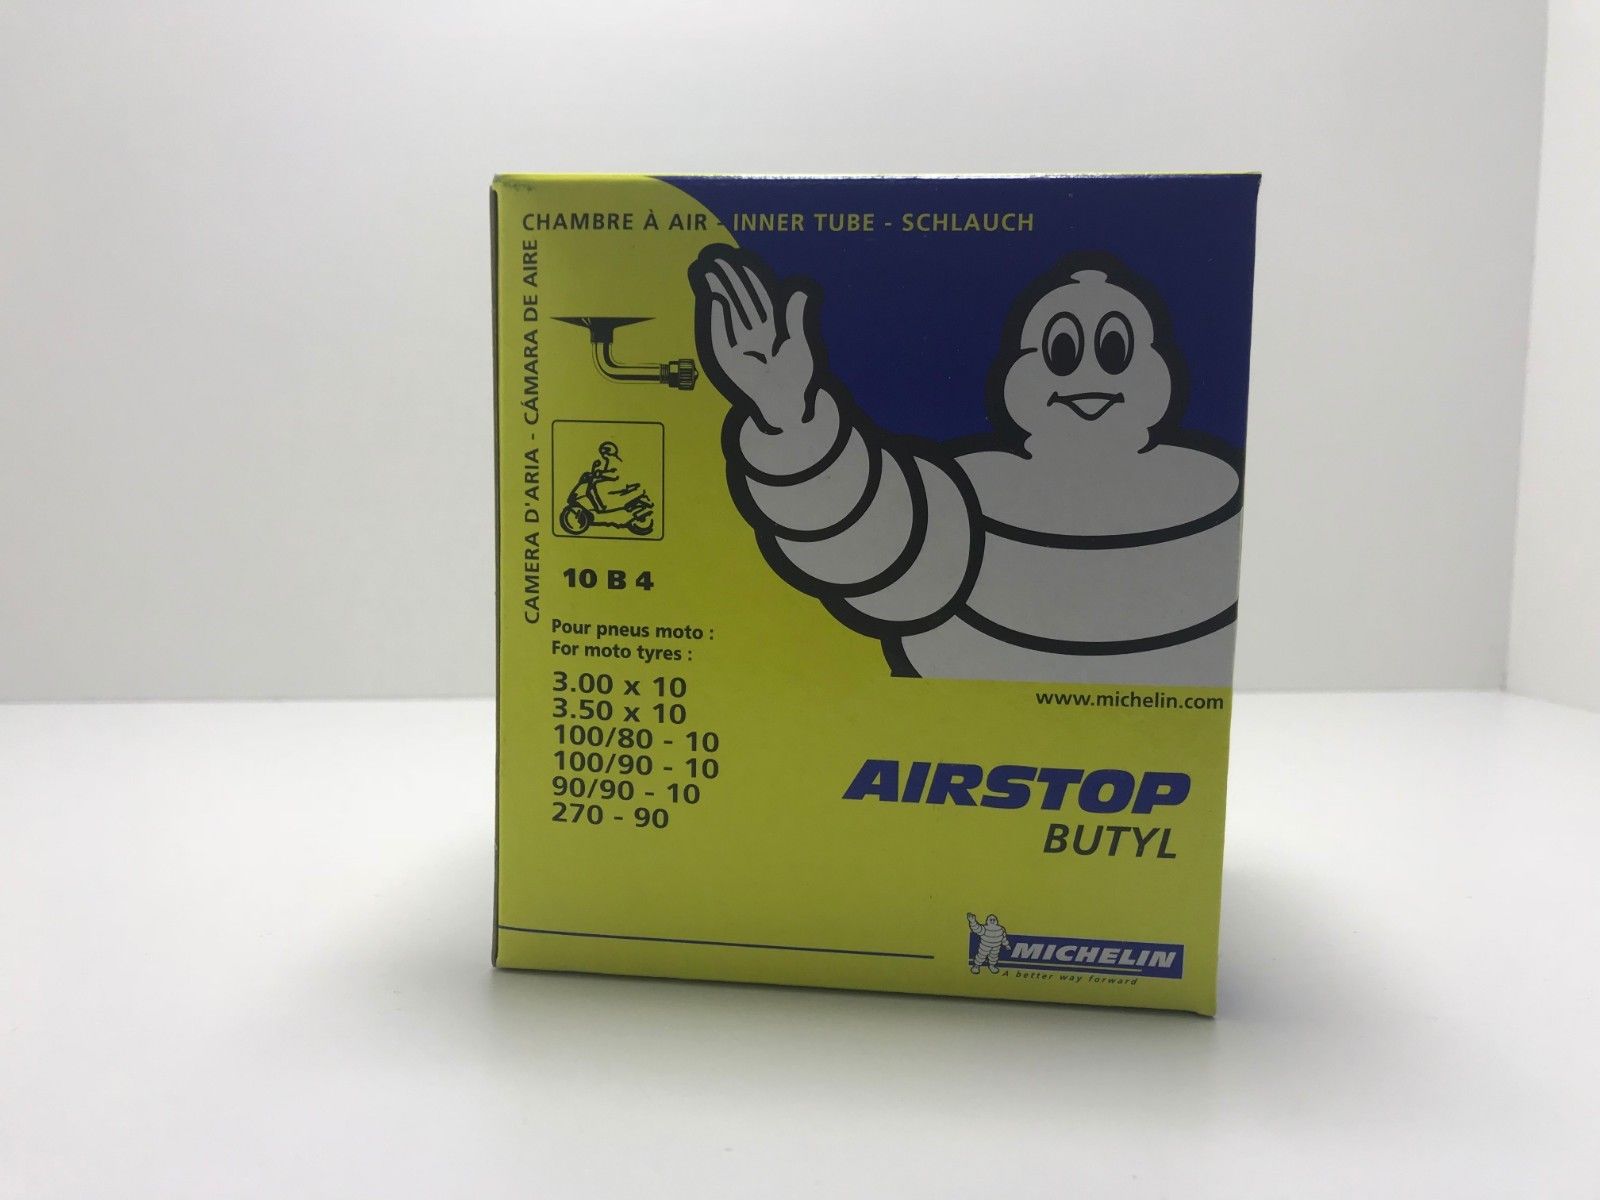 CHAMBRE À AIR - INNER TUBE - SCHLAUCH
CAMERA D'ARIA - CÁMARA DE AIRE
10 B 4
Pour pneus moto :
For moto tyres :
3.00 x 10
3.50 x 10
100/80 - 10
100/90 - 10
90/90 - 10
270 - 90
www.michelin.com
AIRSTOP
BUTYL
MICHELIN
A better way forward